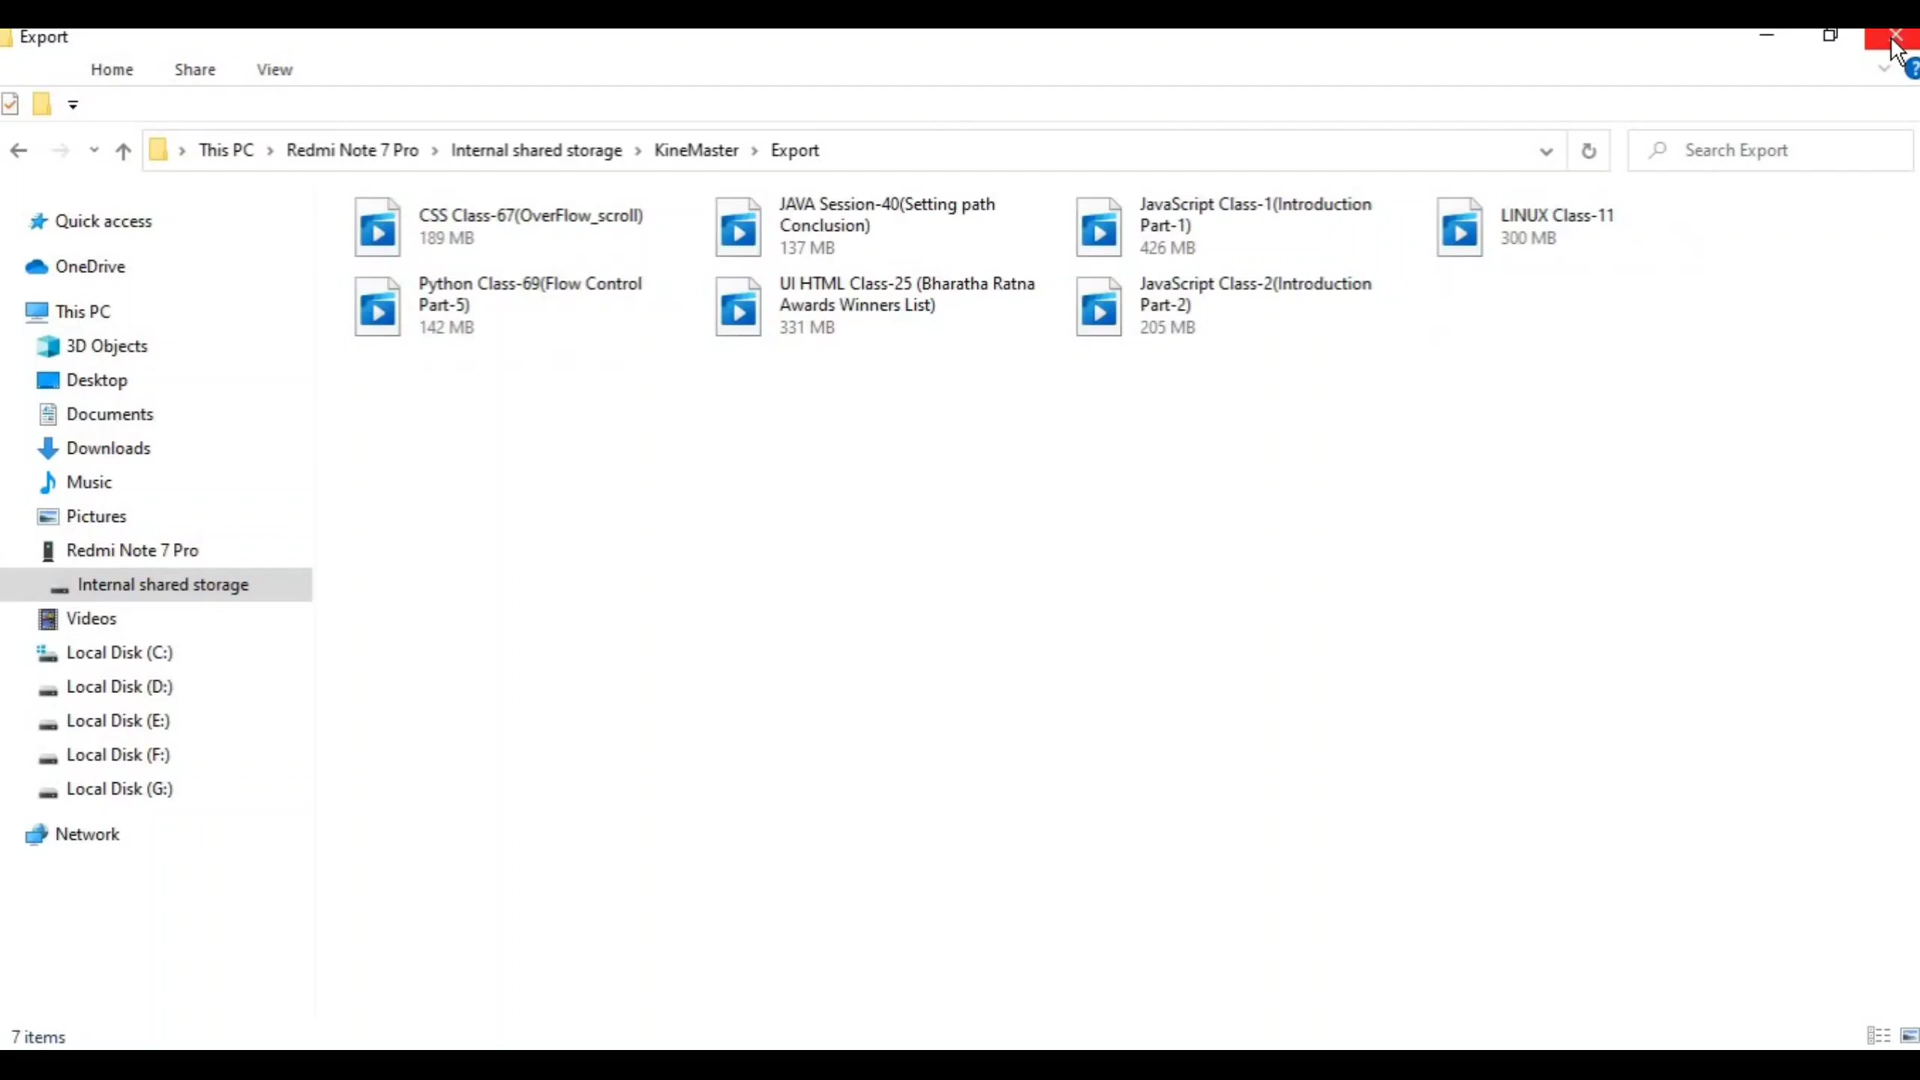 Export
Home Share View
This PC Redmi Note 7 Pro Internal shared storage KineMaster Export
Search Export
Quick access
OneDrive
This PC
3D Objects
Desktop
Documents
Downloads
Music
Pictures
Redmi Note 7 Pro
Internal shared storage
Videos
Local Disk (C:)
Local Disk (D:)
Local Disk (E:)
Local Disk (F:)
Local Disk (G:)
Network
CSS Class-67(OverFlow_scroll)
189 MB
JAVA Session-40(Setting path
Conclusion)
137 MB
JavaScript Class-1(Introduction
Part-1)
426 MB
LINUX Class-11
300 MB
Python Class-69(Flow Control
Part-5)
142 MB
UI HTML Class-25 (Bharatha Ratna
Awards Winners List)
331 MB
JavaScript Class-2(Introduction
Part-2)
205 MB
7 items